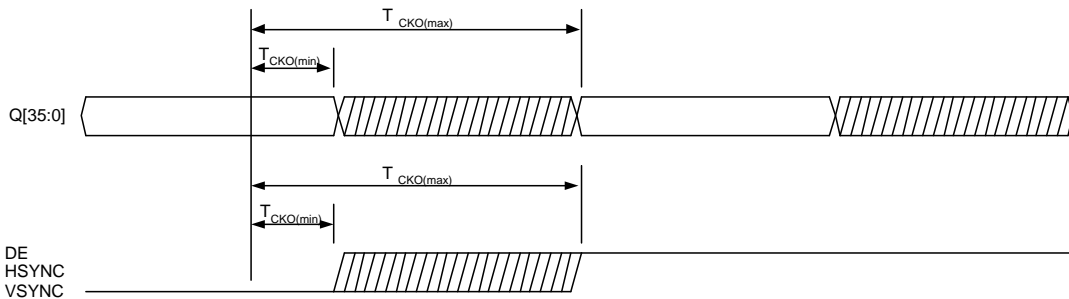 T CKO(max)
T CKO(min)
Q[35:0]
T CKO(max)
T CKO(min)
DE
HSYNC
VSYNC